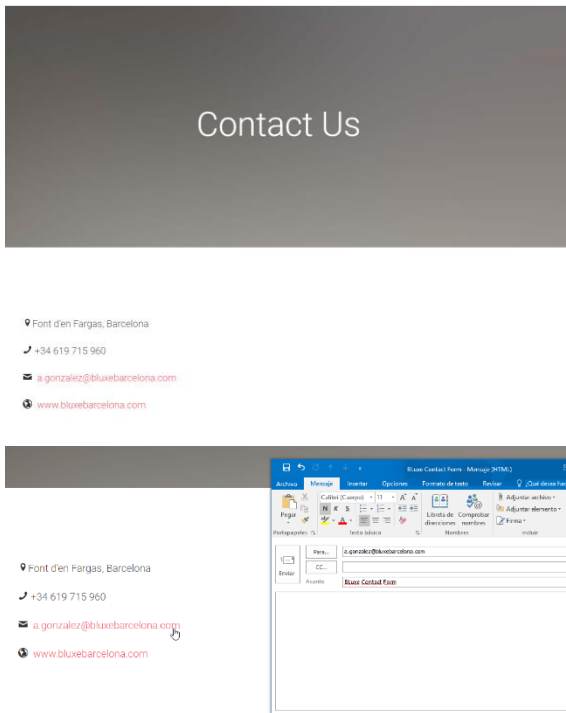 Contact Us
Font d'en Fargas, Barcelona
+34 619 715 960
a.gonzalez@bluxebarcelona.com
www.bluxebarcelona.com
BLuxe Contact Form - Mensaje (HTML)
Archivo Mensaje Insertar Opciones Formato de texto Revisar ¿Qué desea hac
Pegar
Calibri (Cuerpo) 11 A A
N K S
A
Libreta de direcciones
Comprobar nombres
Adjuntar archivo
Adjuntar elemento
Firma
Portapapeles Texto básico Nombres Incluir
Font d'en Fargas, Barcelona
+34 619 715 960
a.gonzalez@bluxebarcelona.com
www.bluxebarcelona.com
Enviar
Para... a.gonzalez@bluxebarcelona.com
CC...
Asunto BLuxe Contact Form